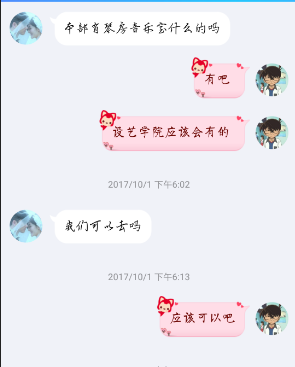 本部有琴房音乐室什么的吗
有吧
设艺学院应该会有的
2017/10/1 下午6:02
我们可以去吗
2017/10/1 下午6:13
应该可以吧